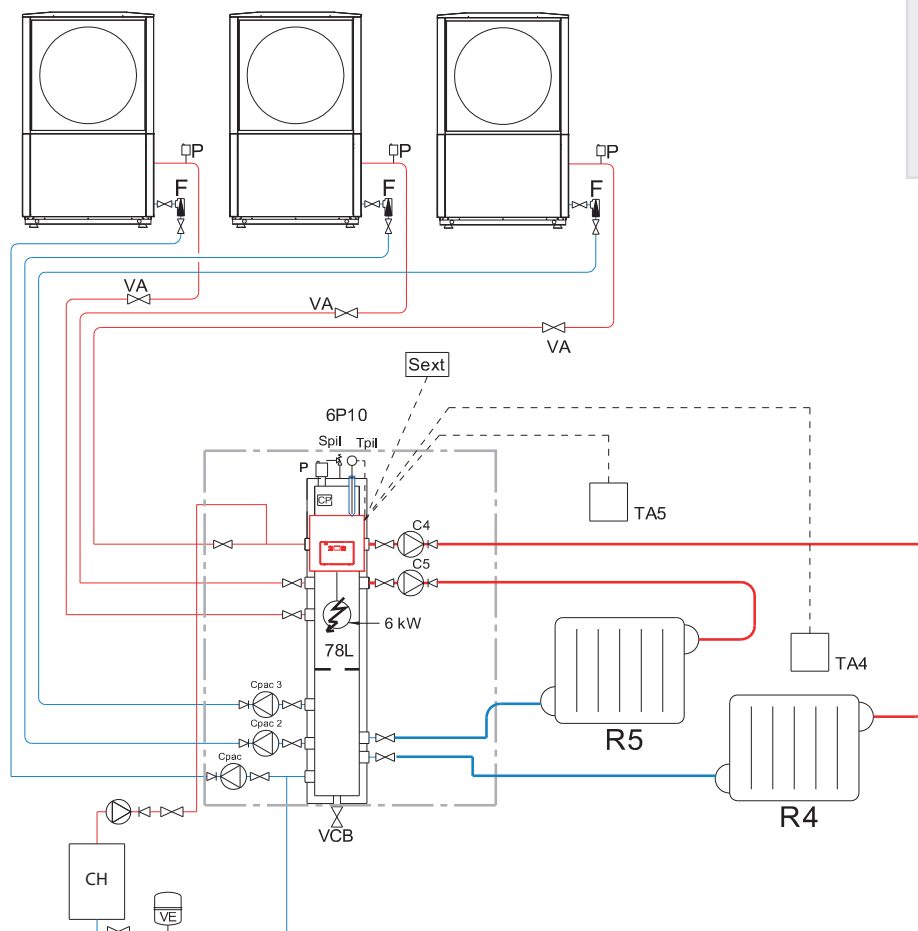 P
P
P
F
F
F
VA
VA
VA
Sext
6P10
Spil
Tpil
P
CP
TA5
C4
C5
6 kW
78L
TA4
Cpac 3
Cpac 2
Cpac
R5
R4
VCB
CH
VE